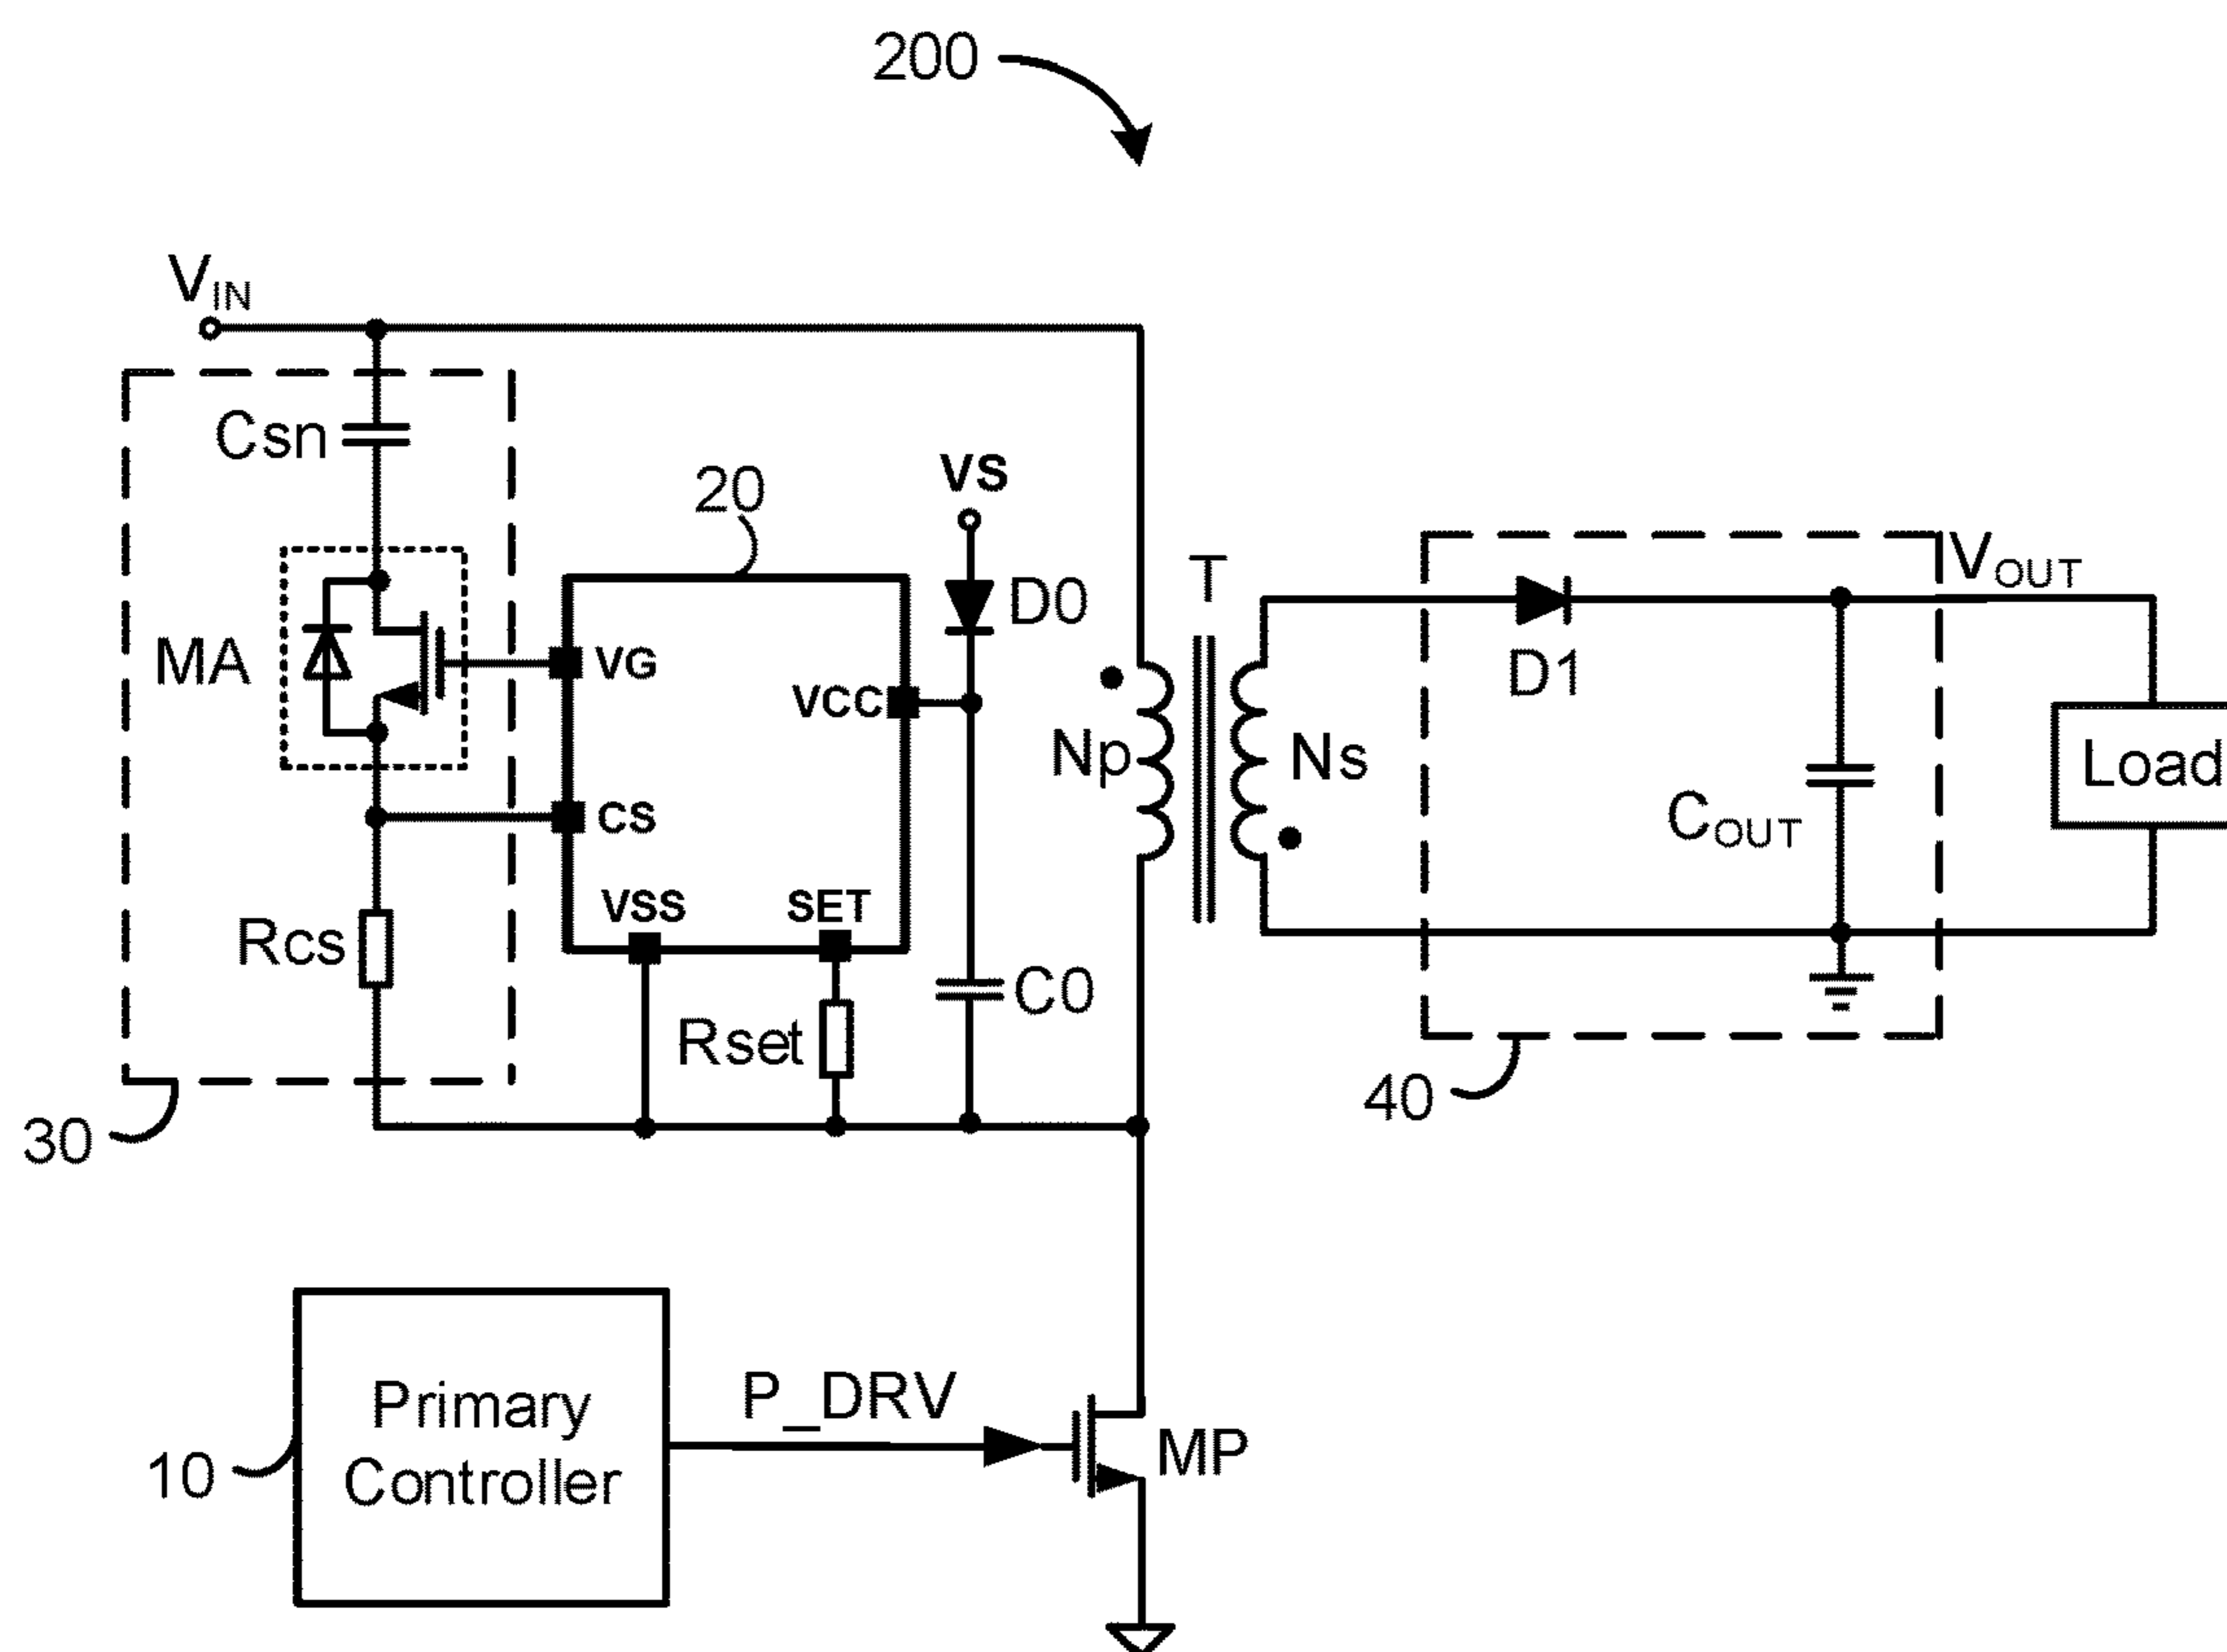 200
VIN
Csn
20
VS
D0
T
VOUT
MA
VG
VCC
D1
Np
Ns
Load
CS
COUT
VSS
SET
RCS
C0
Rset
30
40
P_DRV
Primary
Controller
10
MP